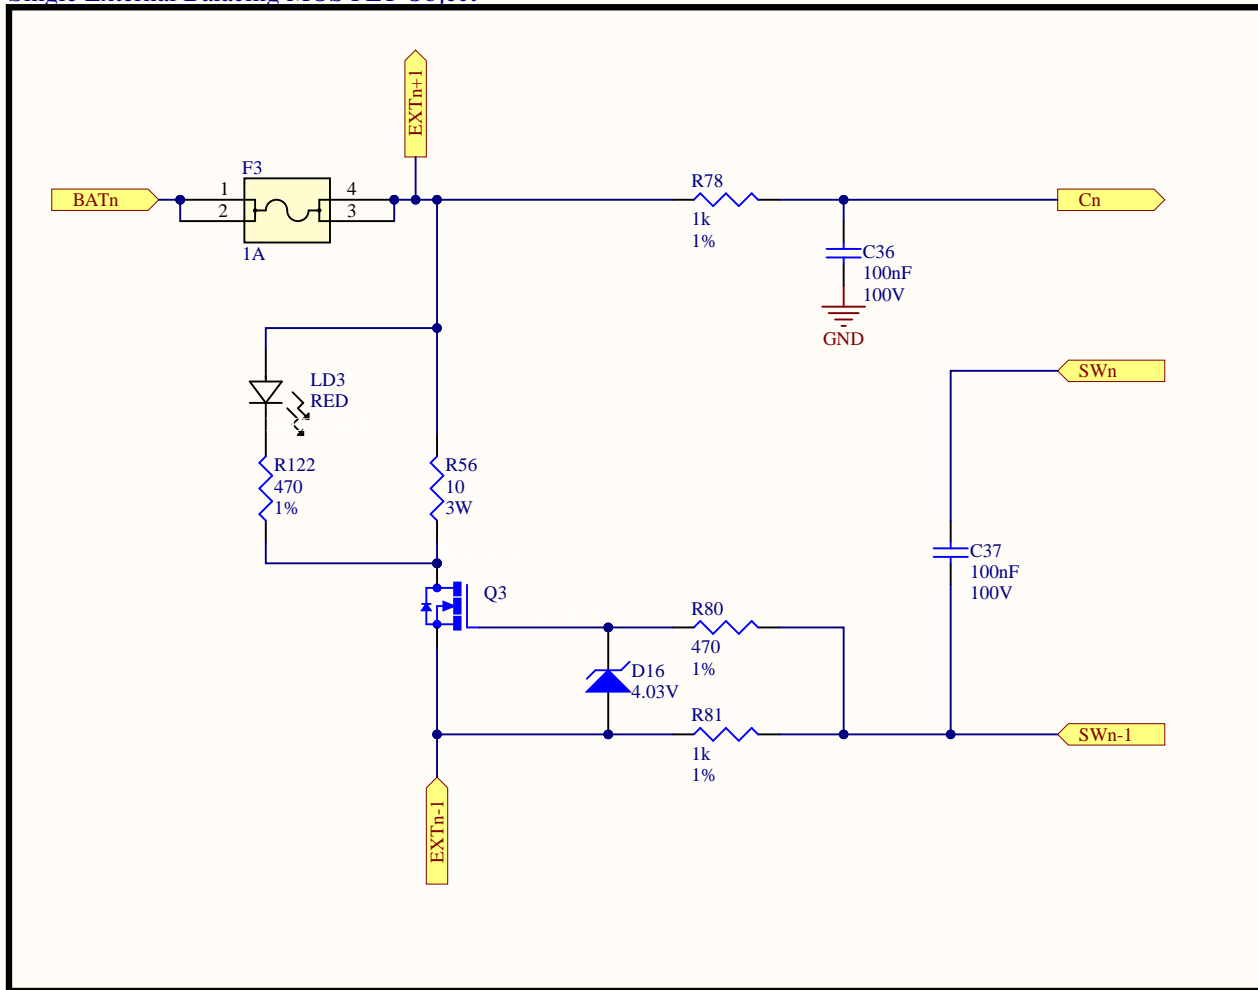 EXTn+1
F3
BATn
1
2
4
3
1A
R78
1k
1%
Cn
C36
100nF
100V
GND
SWn
LD3
RED
R122
470
1%
R56
10
3W
C37
100nF
100V
Q3
R80
470
1%
D16
4.03V
R81
1k
1%
SWn-1
EXTn-1